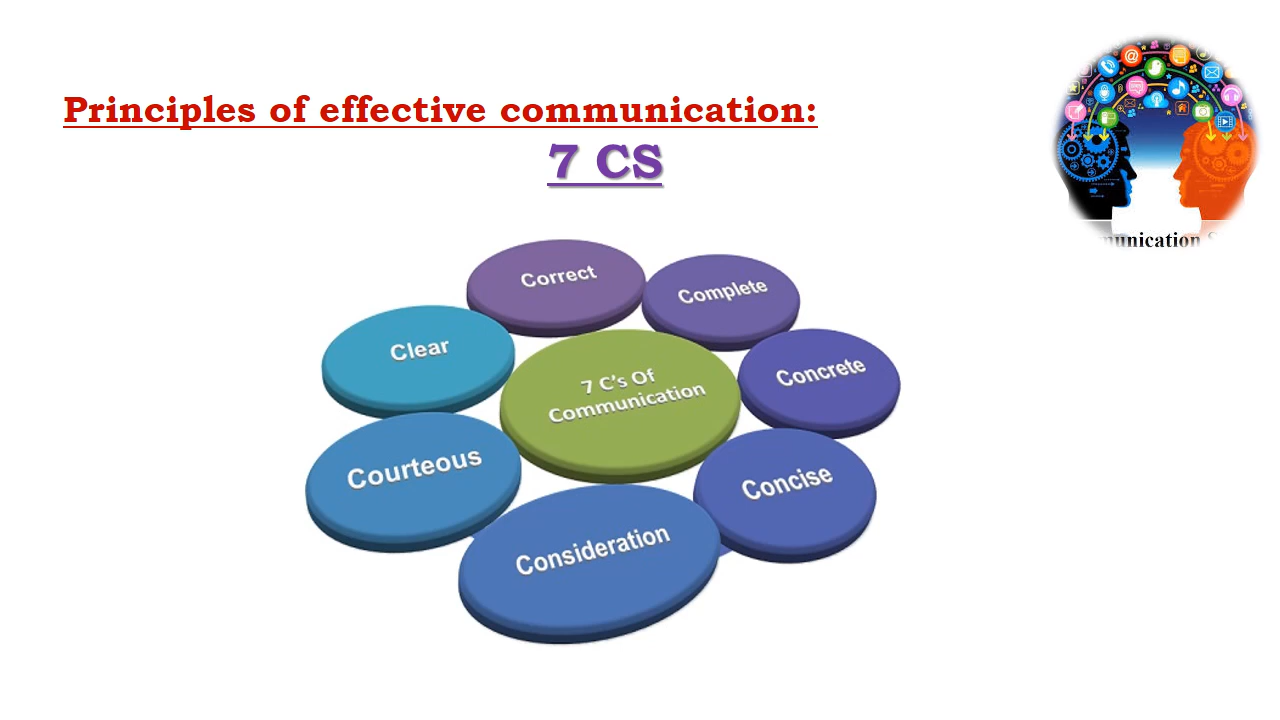 Principles of effective communication:
7 CS
Correct
Complete
Clear
7 C's Of
Communication
Concrete
Courteous
Concise
Consideration